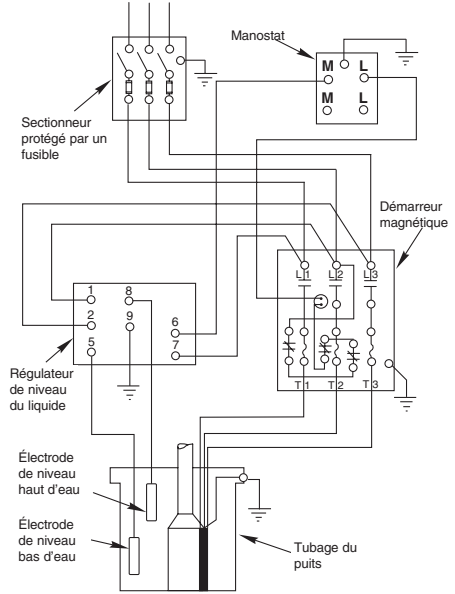 Manostat
M
L
M
L
Sectionneur
protégé par un
fusible
Démarreur
magnétique
L1
L2
L3
1
8
2
9
6
5
7
Régulateur
de niveau
du liquide
T1
T2
T3
Électrode
de niveau
haut d'eau
Électrode
de niveau
bas d'eau
Tubage du
puits